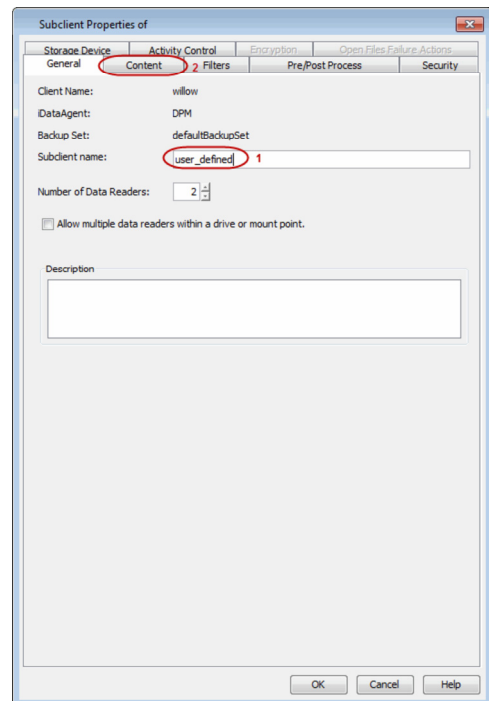 Subclient Properties of
Storage Device Activity Control Encryption Open Files Failure Actions
General Content 2 Filters Pre/Post Process Security
Client Name: willow
iDataAgent: DPM
Backup Set: defaultBackupSet
Subclient name: user_defined 1
Number of Data Readers: 2
Allow multiple data readers within a drive or mount point.
Description
OK Cancel Help